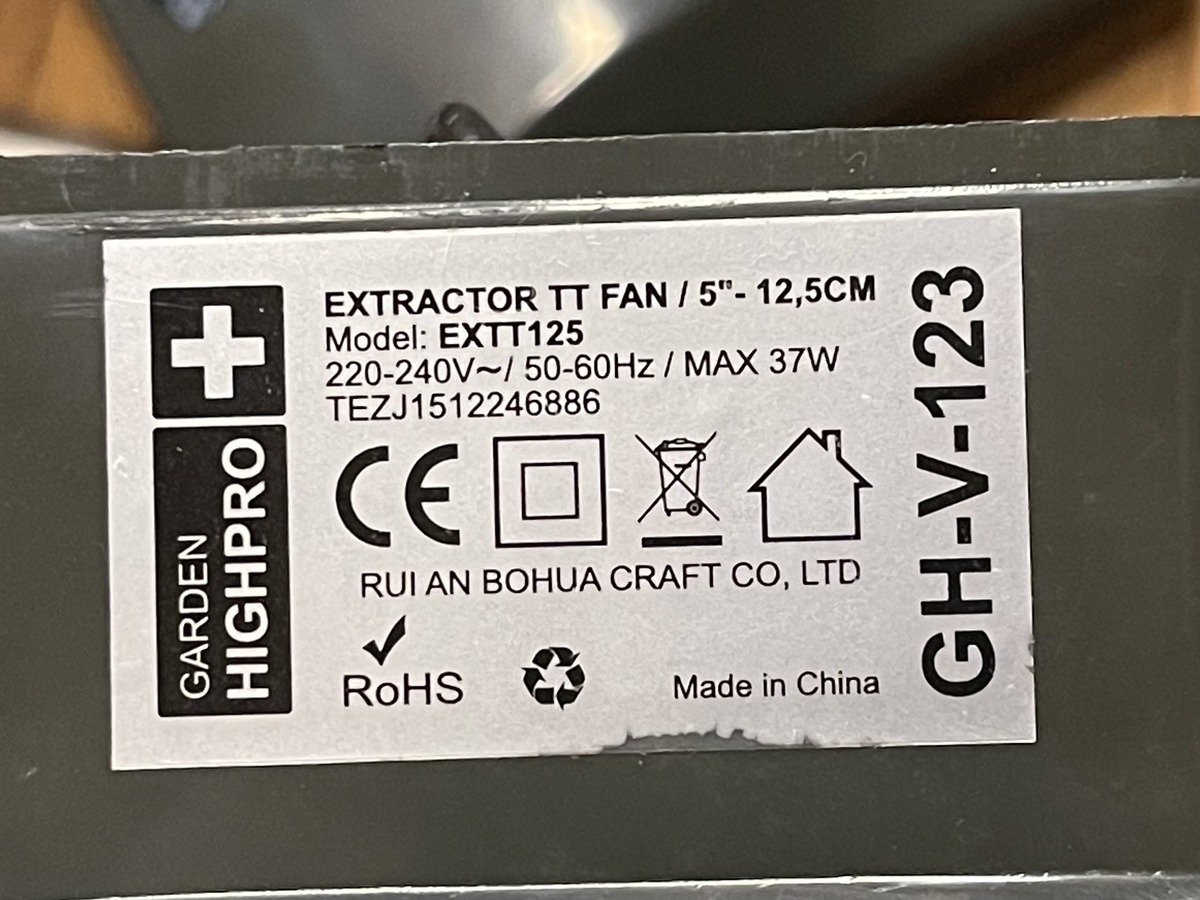 EXTRACTOR TT FAN / 5"- 12,5CM
Model: EXTT125
220-240V~/ 50-60Hz / MAX 37W
TEZJ1512246886
CE
RUI AN BOHUA CRAFT CO, LTD
RoHS
Made in China
GARDEN
HIGHPRO
GH-V-123